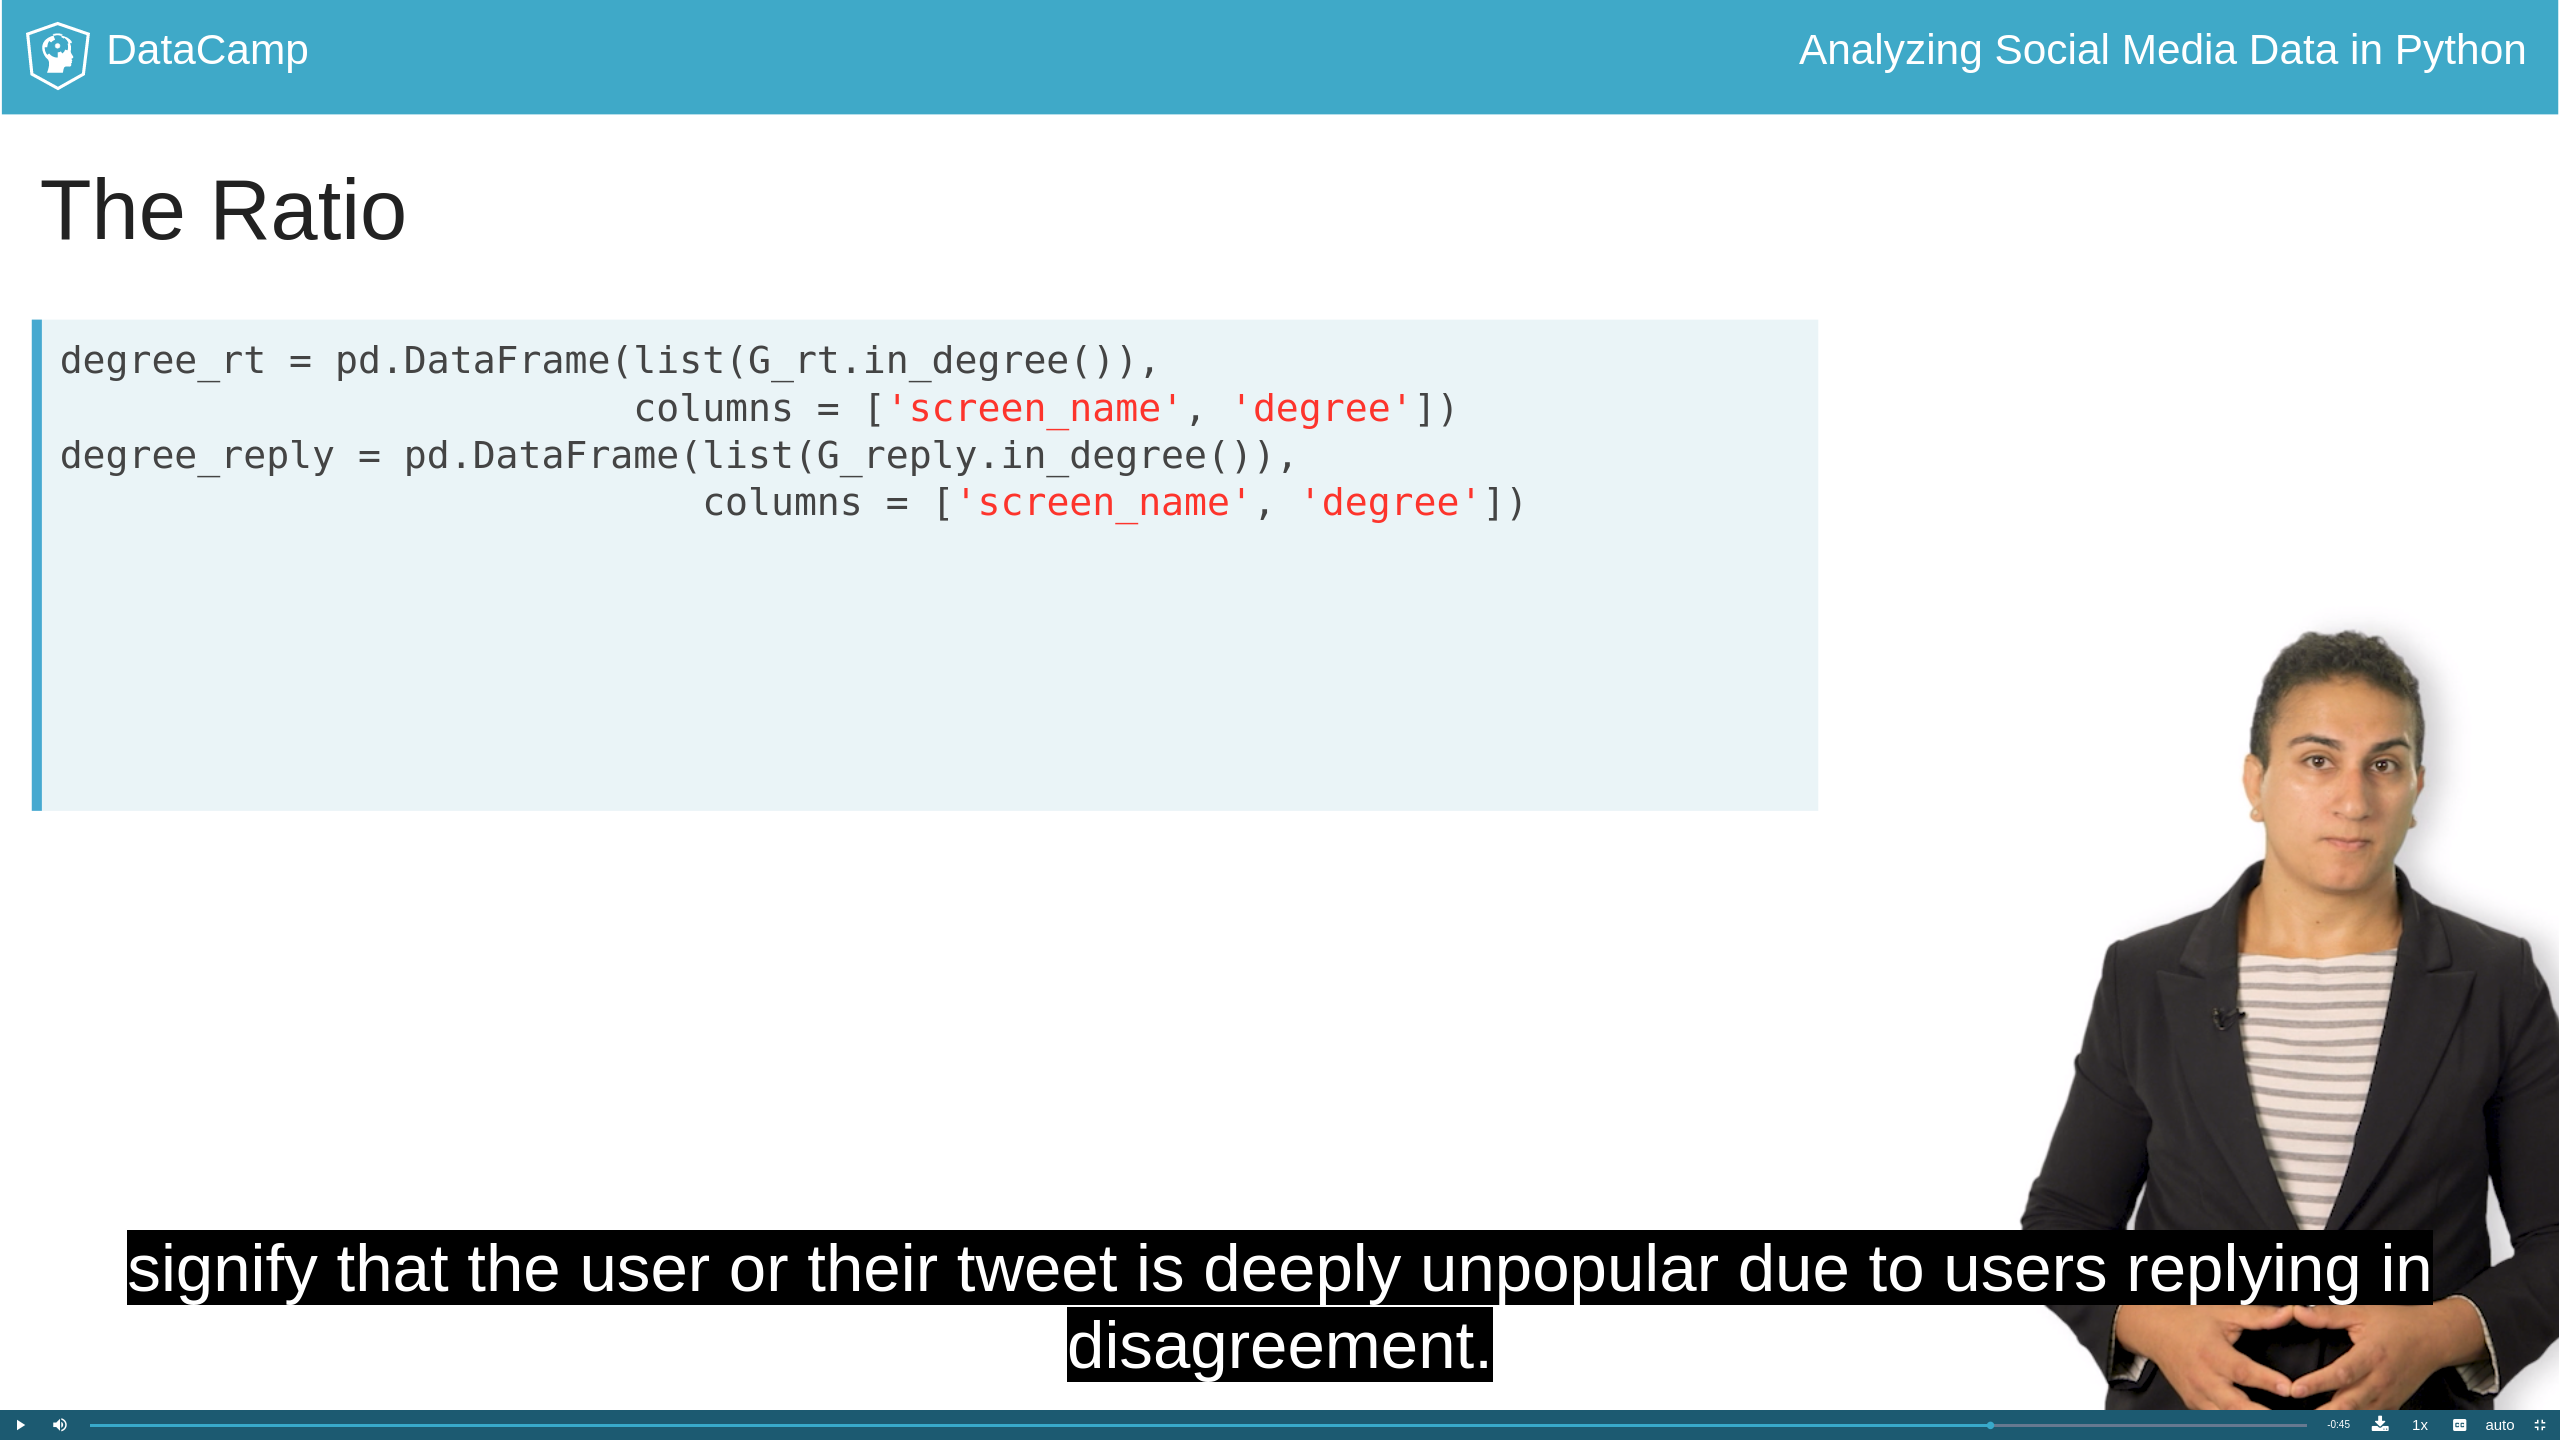 DataCamp
Analyzing Social Media Data in Python
The Ratio
degree_rt = pd.DataFrame(list(G_rt.in_degree()),
                         columns = ['screen_name', 'degree'])
degree_reply = pd.DataFrame(list(G_reply.in_degree()),
                            columns = ['screen_name', 'degree'])
signify that the user or their tweet is deeply unpopular due to users replying in
disagreement.
-0:45
1x
CC
auto